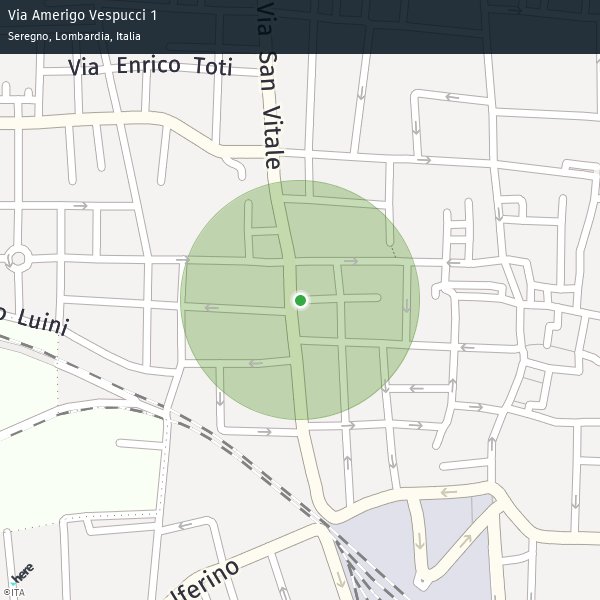 Via Amerigo Vespucci 1
Seregno, Lombardia, Italia
Via Enrico Toti
Via San Vitale
o Luini
lferino
here
©ITA